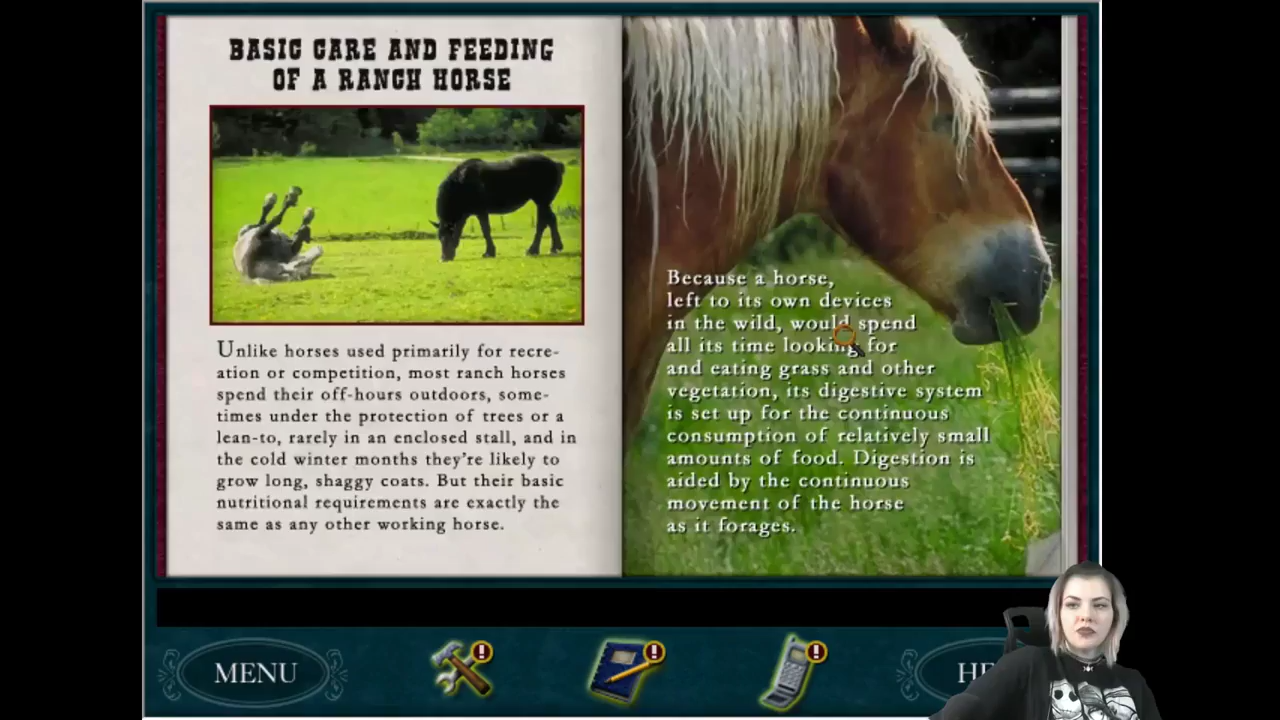 BASIC CARE AND FEEDING
OF A RANCH HORSE
Unlike horses used primarily for recre-
ation or competition, most ranch horses
spend their off-hours outdoors, some-
times under the protection of trees or a
lean-to, rarely in an enclosed stall, and in
the cold winter months they're likely to
grow long, shaggy coats. But their basic
nutritional requirements are exactly the
same as any other working horse.
Because a horse,
left to its own devices
in the wild, would spend
all its time looking for
and eating grass and other
vegetation, its digestive system
is set up for the continuous
consumption of relatively small
amounts of food. Digestion is
aided by the continuous
movement of the horse
as it forages.
MENU